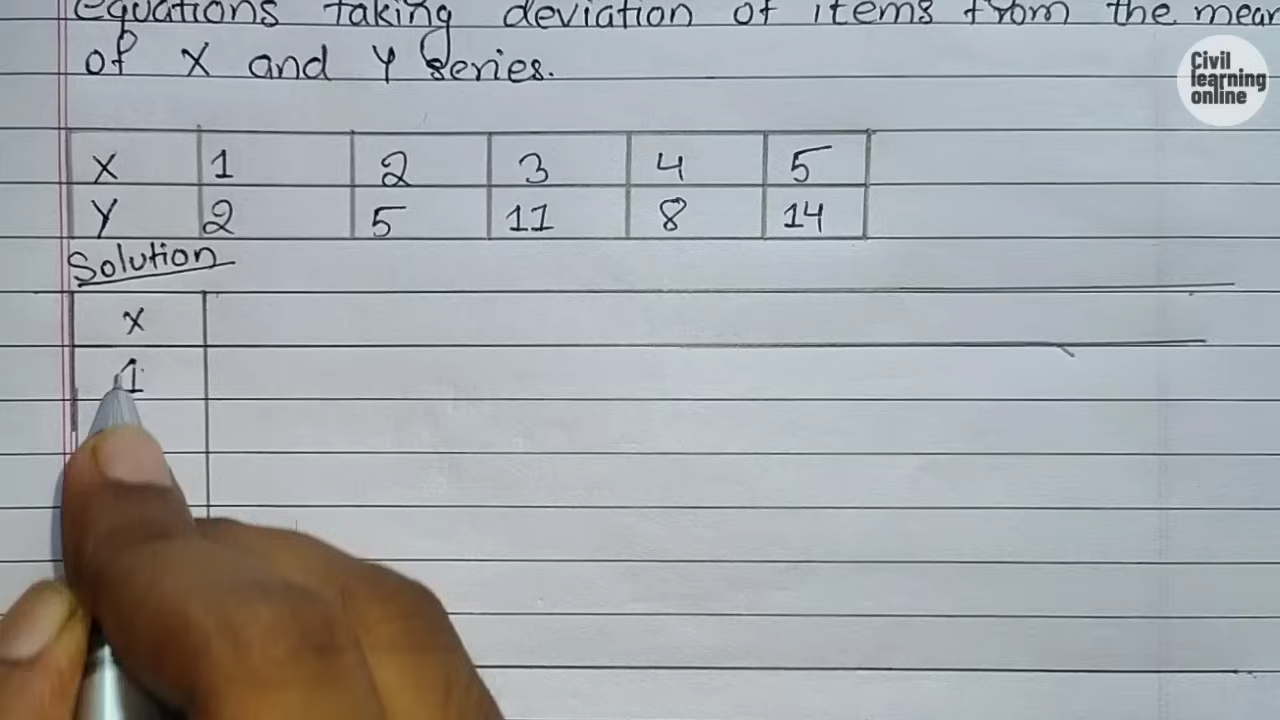 equations taking deviation of items from the mean
of X and Y series.
Civil
learning
online
X 1 2 3 4 5
Y 2 5 11 8 14
Solution
X
1